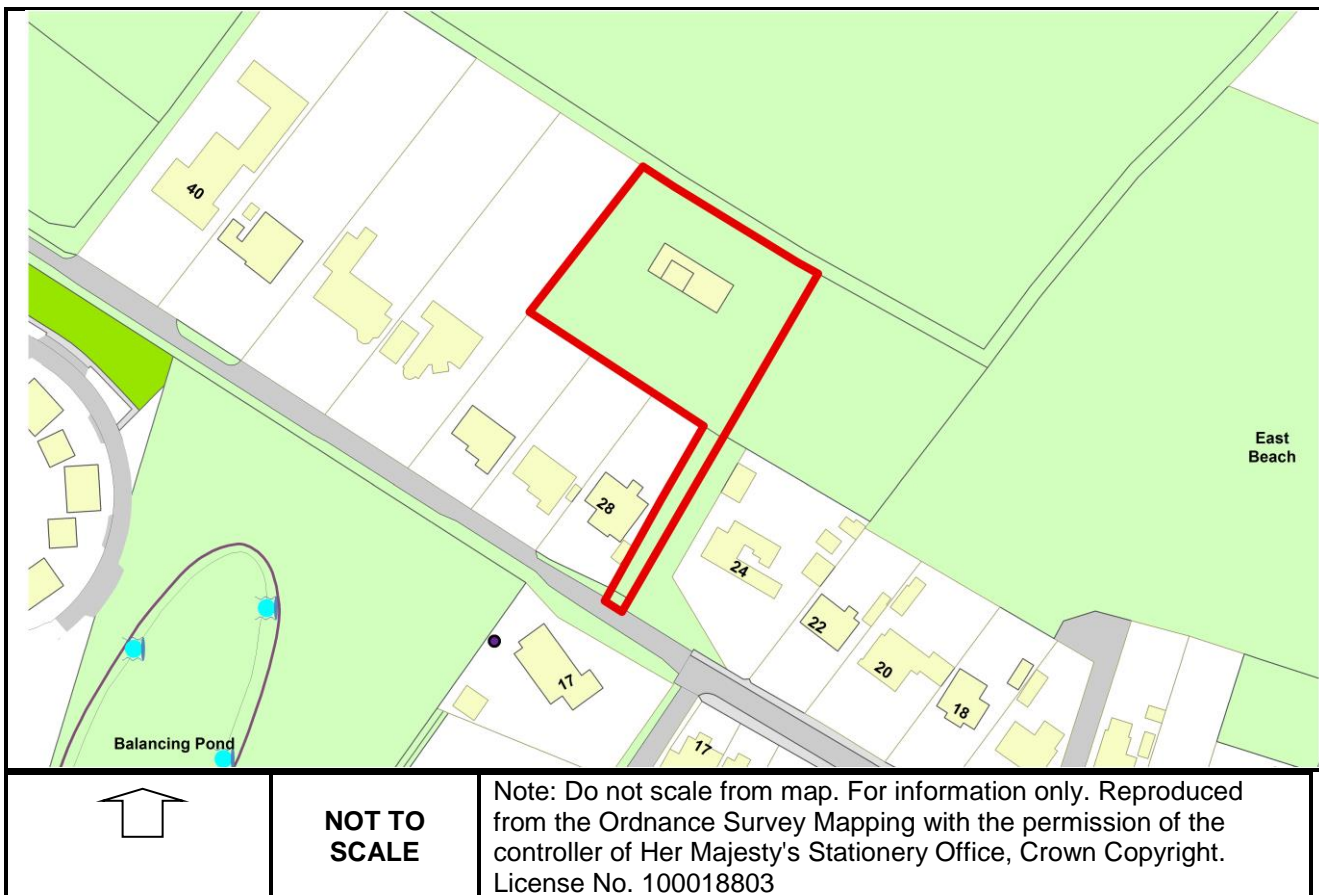 40
East
Beach
28
24
22
20
18
17
17
Balancing Pond
NOT TO
SCALE
Note: Do not scale from map. For information only. Reproduced
from the Ordnance Survey Mapping with the permission of the
controller of Her Majesty's Stationery Office, Crown Copyright.
License No. 100018803